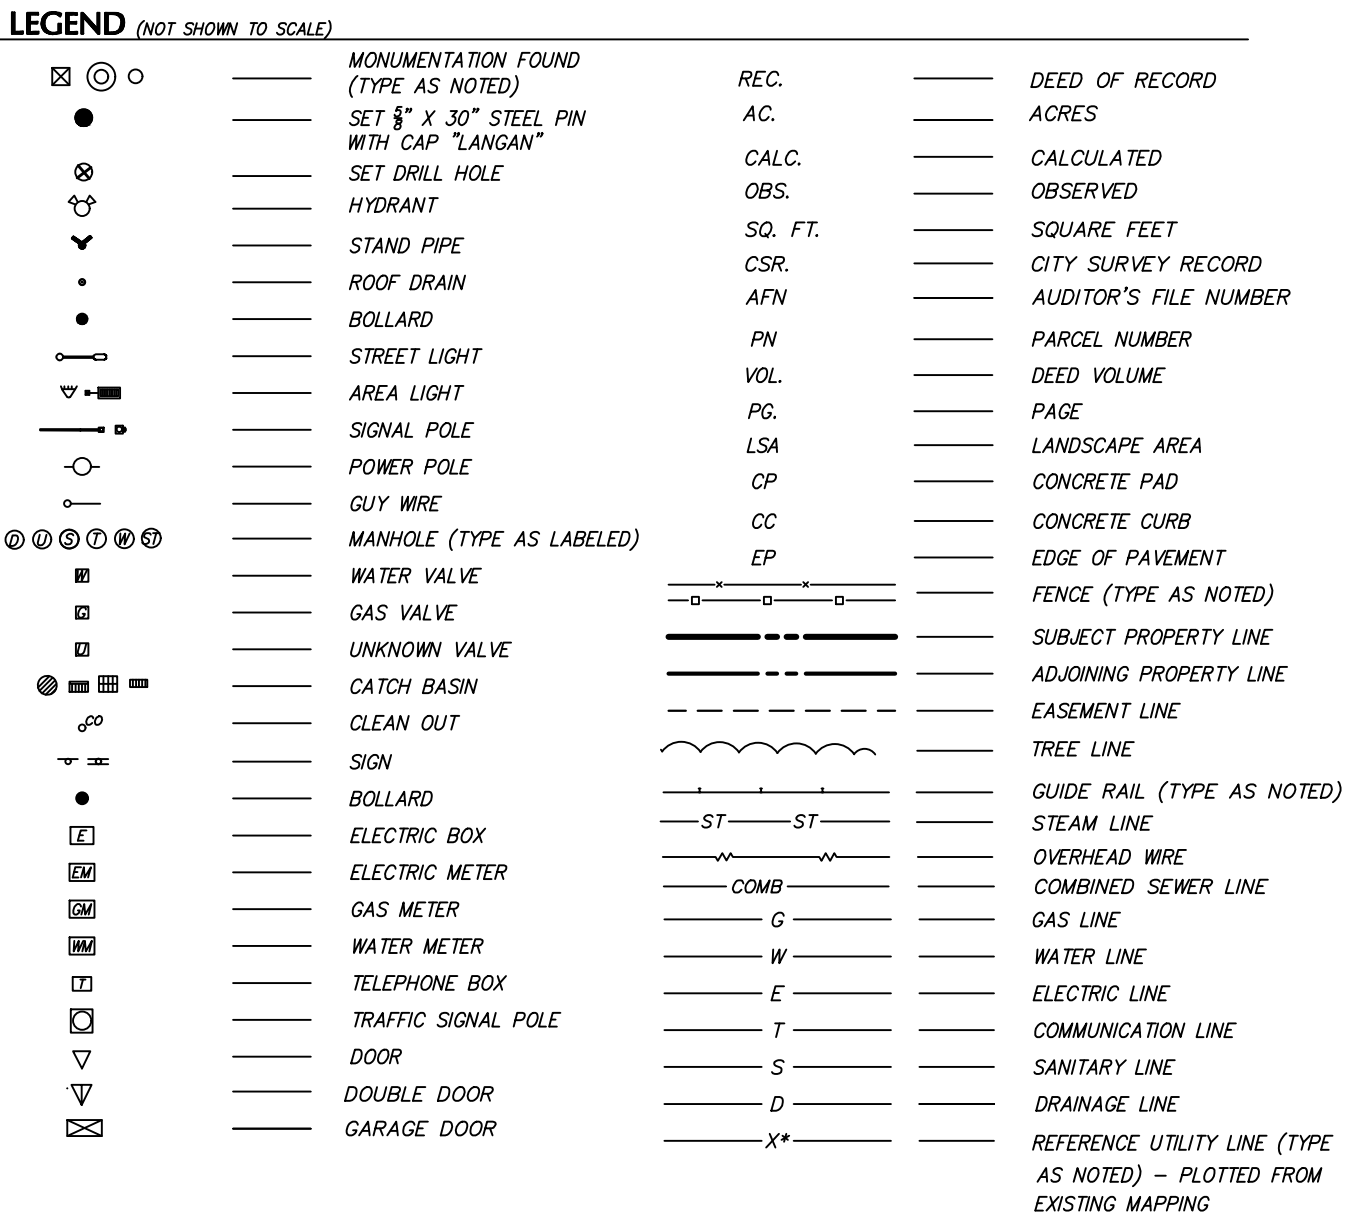 LEGEND (NOT SHOWN TO SCALE)
MONUMENTATION FOUND
(TYPE AS NOTED)
SET 5/8" X 30" STEEL PIN
WITH CAP "LANGAN"
SET DRILL HOLE
HYDRANT
STAND PIPE
ROOF DRAIN
BOLLARD
STREET LIGHT
AREA LIGHT
SIGNAL POLE
POWER POLE
GUY WIRE
D U S T W ST MANHOLE (TYPE AS LABELED)
W WATER VALVE
G GAS VALVE
U UNKNOWN VALVE
CATCH BASIN
CO CLEAN OUT
SIGN
BOLLARD
E ELECTRIC BOX
EM ELECTRIC METER
GM GAS METER
WM WATER METER
T TELEPHONE BOX
TRAFFIC SIGNAL POLE
DOOR
DOUBLE DOOR
GARAGE DOOR
REC. DEED OF RECORD
AC. ACRES
CALC. CALCULATED
OBS. OBSERVED
SQ. FT. SQUARE FEET
CSR. CITY SURVEY RECORD
AFN AUDITOR'S FILE NUMBER
PN PARCEL NUMBER
VOL. DEED VOLUME
PG. PAGE
LSA LANDSCAPE AREA
CP CONCRETE PAD
CC CONCRETE CURB
EP EDGE OF PAVEMENT
FENCE (TYPE AS NOTED)
SUBJECT PROPERTY LINE
ADJOINING PROPERTY LINE
EASEMENT LINE
TREE LINE
GUIDE RAIL (TYPE AS NOTED)
ST ST STEAM LINE
OVERHEAD WIRE
COMB COMBINED SEWER LINE
G GAS LINE
W WATER LINE
E ELECTRIC LINE
T COMMUNICATION LINE
S SANITARY LINE
D DRAINAGE LINE
X* REFERENCE UTILITY LINE (TYPE
AS NOTED) – PLOTTED FROM
EXISTING MAPPING